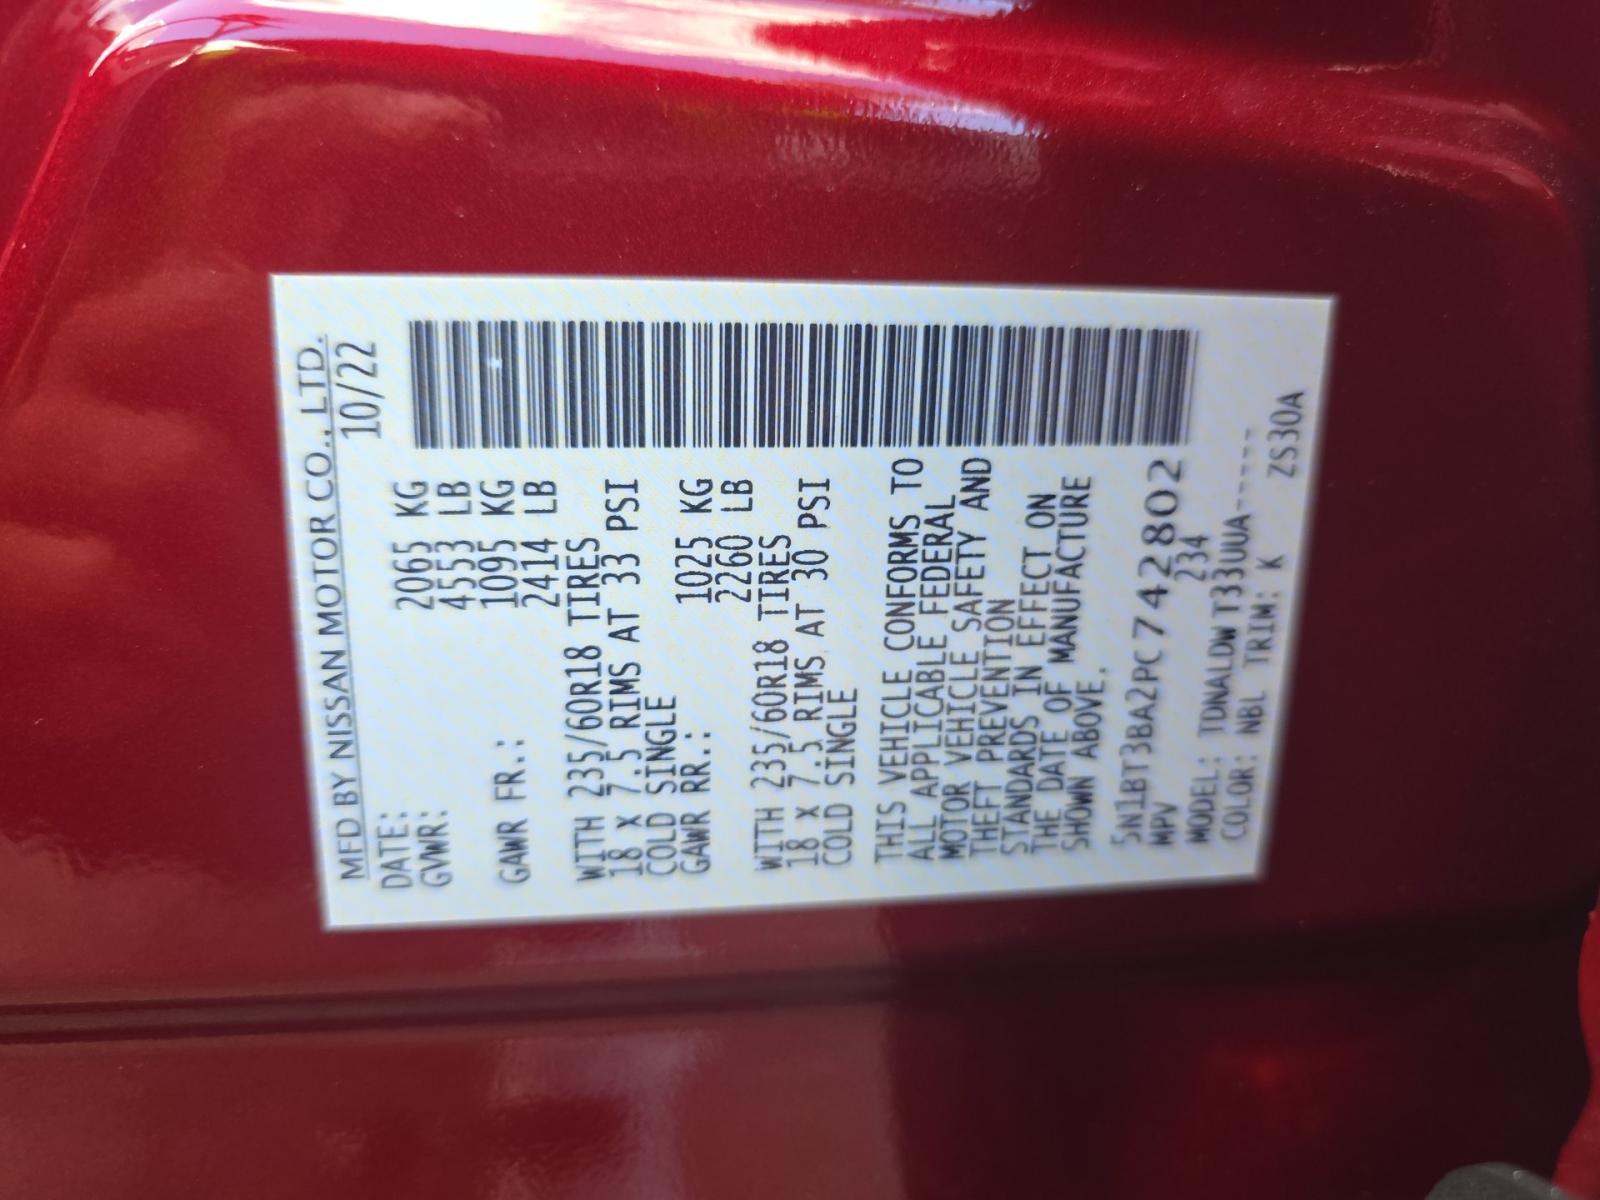 MFD BY NISSAN MOTOR CO., LTD.
DATE: 10/22
GVWR: 2065 KG
4553 LB
GAWR FR.: 1095 KG
2414 LB
WITH 235/60R18 TIRES
18 X 7.5 RIMS AT 33 PSI
COLD SINGLE
GAWR RR.: 1025 KG
2260 LB
WITH 235/60R18 TIRES
18 X 7.5 RIMS AT 30 PSI
COLD SINGLE
THIS VEHICLE CONFORMS TO
ALL APPLICABLE FEDERAL
MOTOR VEHICLE SAFETY AND
THEFT PREVENTION
STANDARDS IN EFFECT ON
THE DATE OF MANUFACTURE
SHOWN ABOVE.
5N1BT3BA2PC742802
MPV 234
MODEL: TDNALDWT33UUA-----
COLOR: NBL TRIM: K ZS30A